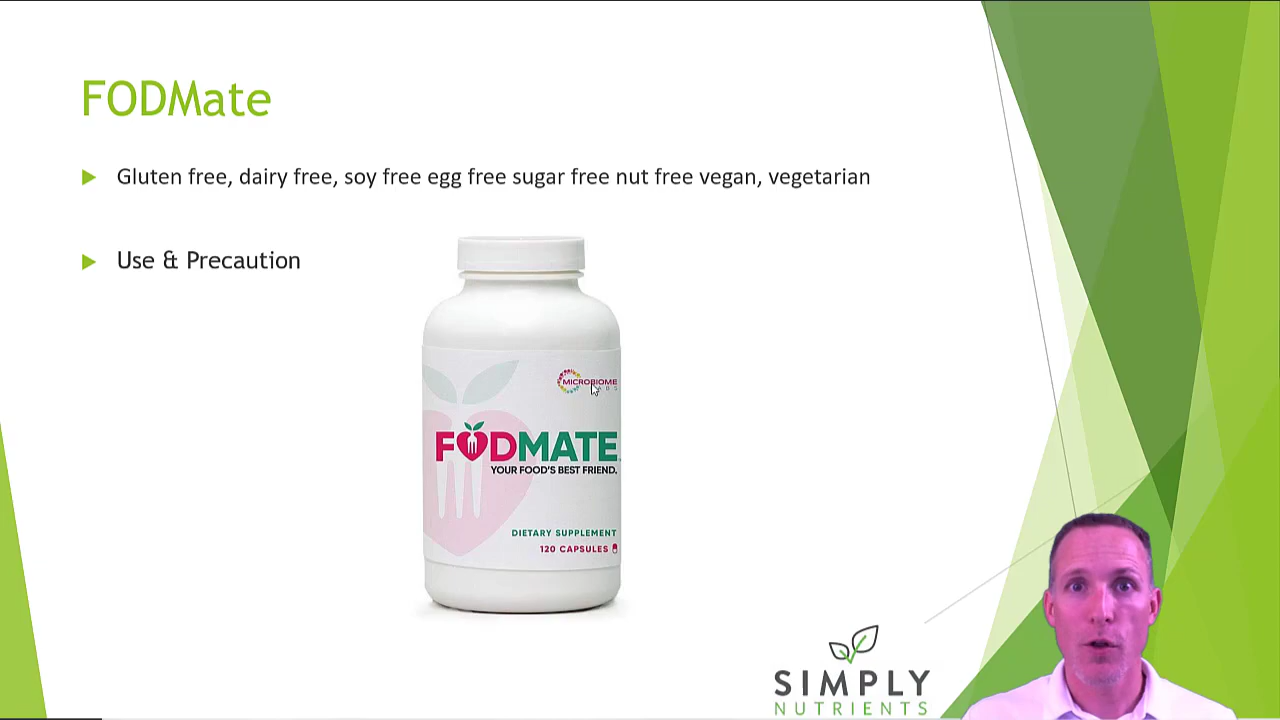 FODMate
Gluten free, dairy free, soy free egg free sugar free nut free vegan, vegetarian
Use & Precaution
MICROBIOME
LABS
FODMATE
YOUR FOOD'S BEST FRIEND.
DIETARY SUPPLEMENT
120 CAPSULES
SIMPLY
NUTRIENTS